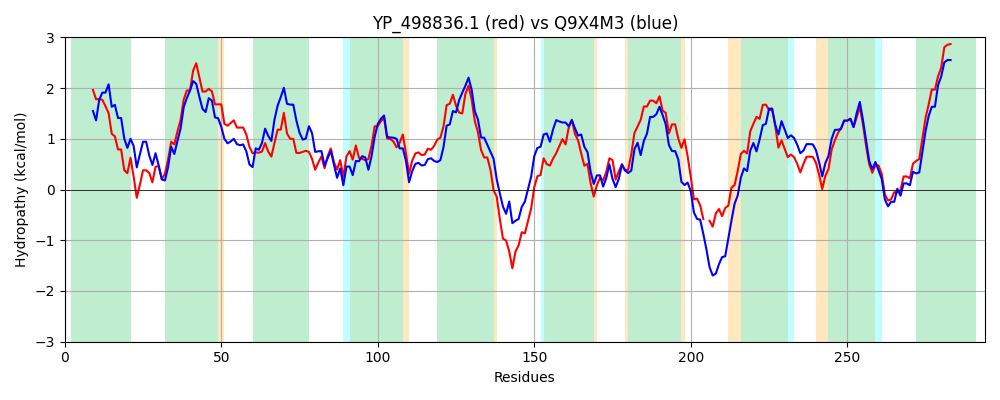 YP_498836.1 (red) vs Q9X4M3 (blue)
Hydropathy (kcal/mol)
3
2
1
0
−1
−2
−3
0 50 100 150 200 250
Residues